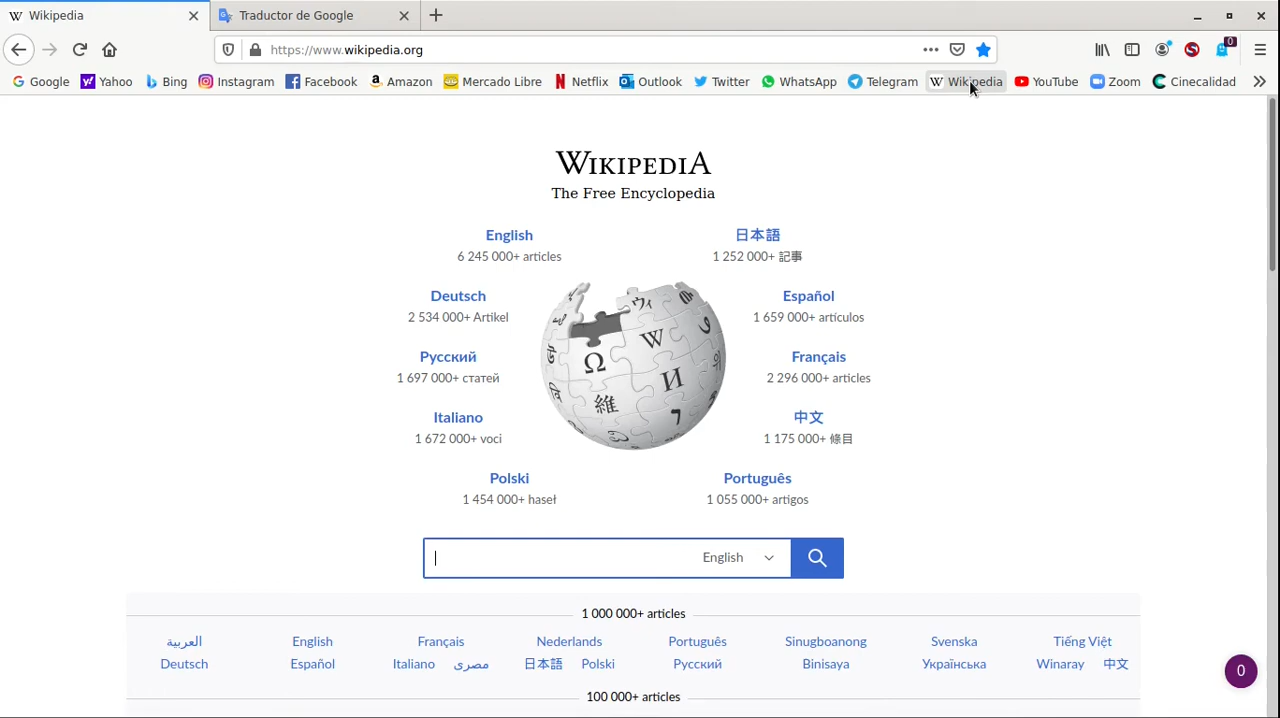 Wikipedia
Traductor de Google
https://www.wikipedia.org
0
Google Yahoo Bing Instagram Facebook Amazon Mercado Libre Netflix Outlook Twitter WhatsApp Telegram Wikipedia YouTube Zoom Cinecalidad
WIKIPEDIA
The Free Encyclopedia
English 日本語
6 245 000+ articles 1 252 000+ 記事
Deutsch Español
2 534 000+ Artikel 1 659 000+ artículos
Русский Français
1 697 000+ статей 2 296 000+ articles
Italiano 中文
1 672 000+ voci 1 175 000+ 條目
Polski Português
1 454 000+ haseł 1 055 000+ artigos
Ω W И 維 ウィ 7
English
1 000 000+ articles
العربية English Français Nederlands Português Sinugboanong Svenska Tiếng Việt
Deutsch Español Italiano مصرى 日本語 Polski Русский Binisaya Українська Winaray 中文
100 000+ articles
0